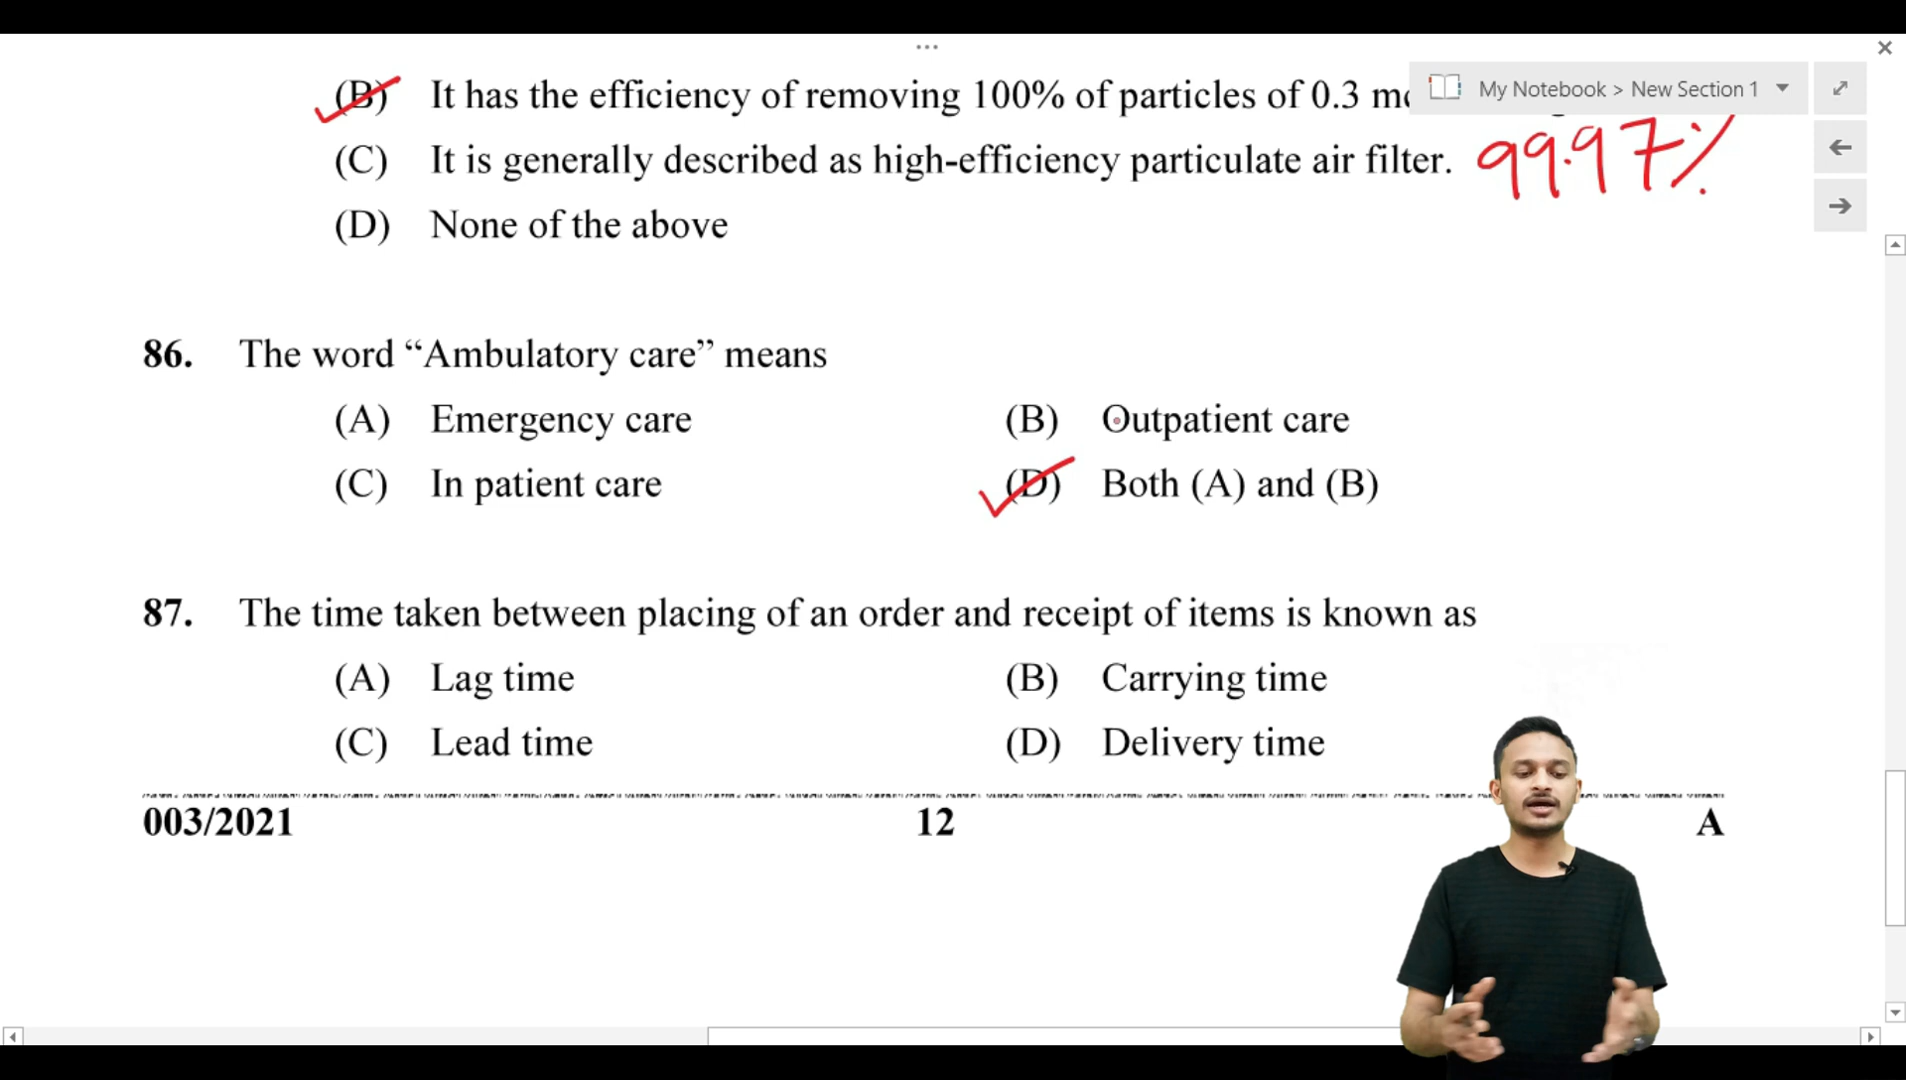 (B) It has the efficiency of removing 100% of particles of 0.3
My Notebook > New Section 1
99.97%
(C) It is generally described as high-efficiency particulate air filter.
(D) None of the above
86. The word “Ambulatory care” means
(A) Emergency care (B) Outpatient care
(C) In patient care (D) Both (A) and (B)
87. The time taken between placing of an order and receipt of items is known as
(A) Lag time (B) Carrying time
(C) Lead time (D) Delivery time
003/2021 12 A